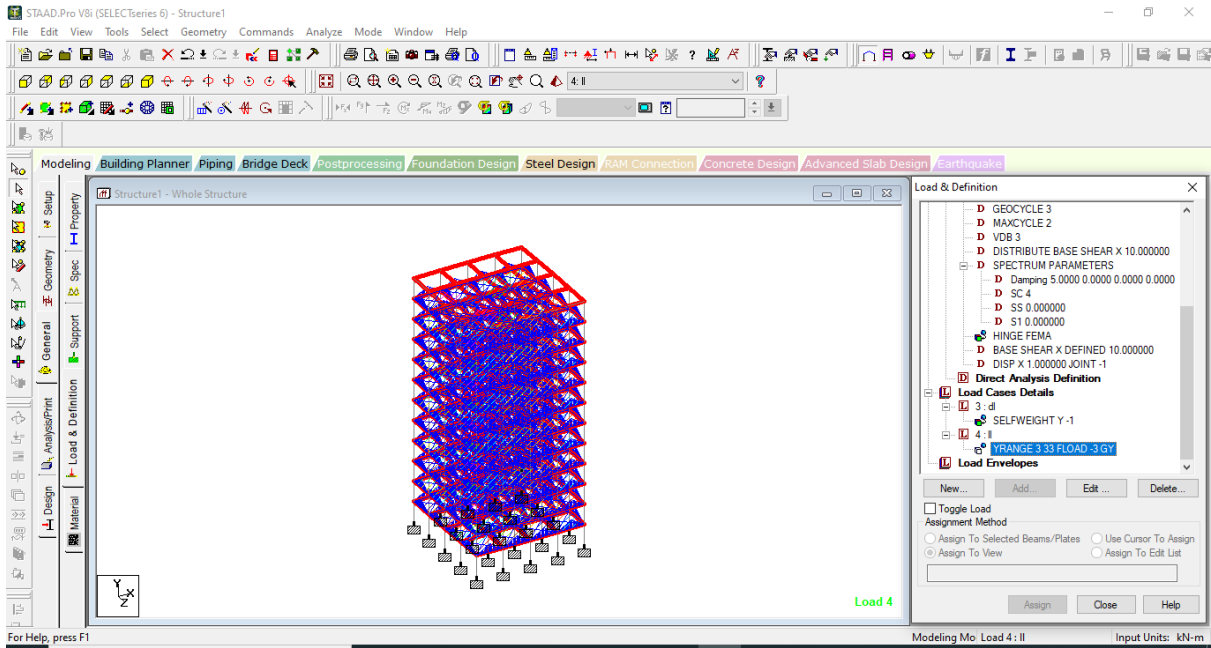 STAAD.Pro V8i (SELECTseries 6) - Structure1
File Edit View Tools Select Geometry Commands Analyze Mode Window Help
4: ll
Modeling Building Planner Piping Bridge Deck Postprocessing Foundation Design Steel Design RAM Connection Concrete Design Advanced Slab Design Earthquake
Setup
Geometry
General
Analysis/Print
Design
Property
Spec
Support
Load & Definition
Material
Structure1 - Whole Structure
Y
X
Z
Load 4
Load & Definition
D GEOCYCLE 3
D MAXCYCLE 2
D VDB 3
D DISTRIBUTE BASE SHEAR X 10.000000
D SPECTRUM PARAMETERS
D Damping 5.0000 0.0000 0.0000 0.0000
D SC 4
D SS 0.000000
D S1 0.000000
HINGE FEMA
D BASE SHEAR X DEFINED 10.000000
D DISP X 1.000000 JOINT -1
D Direct Analysis Definition
L Load Cases Details
L 3 : dl
SELFWEIGHT Y -1
L 4 : ll
YRANGE 3 33 FLOAD -3 GY
L Load Envelopes
New... Add... Edit ... Delete...
Toggle Load
Assignment Method
Assign To Selected Beams/Plates Use Cursor To Assign
Assign To View Assign To Edit List
Assign Close Help
For Help, press F1
Modeling Mo Load 4 : ll Input Units: kN-m